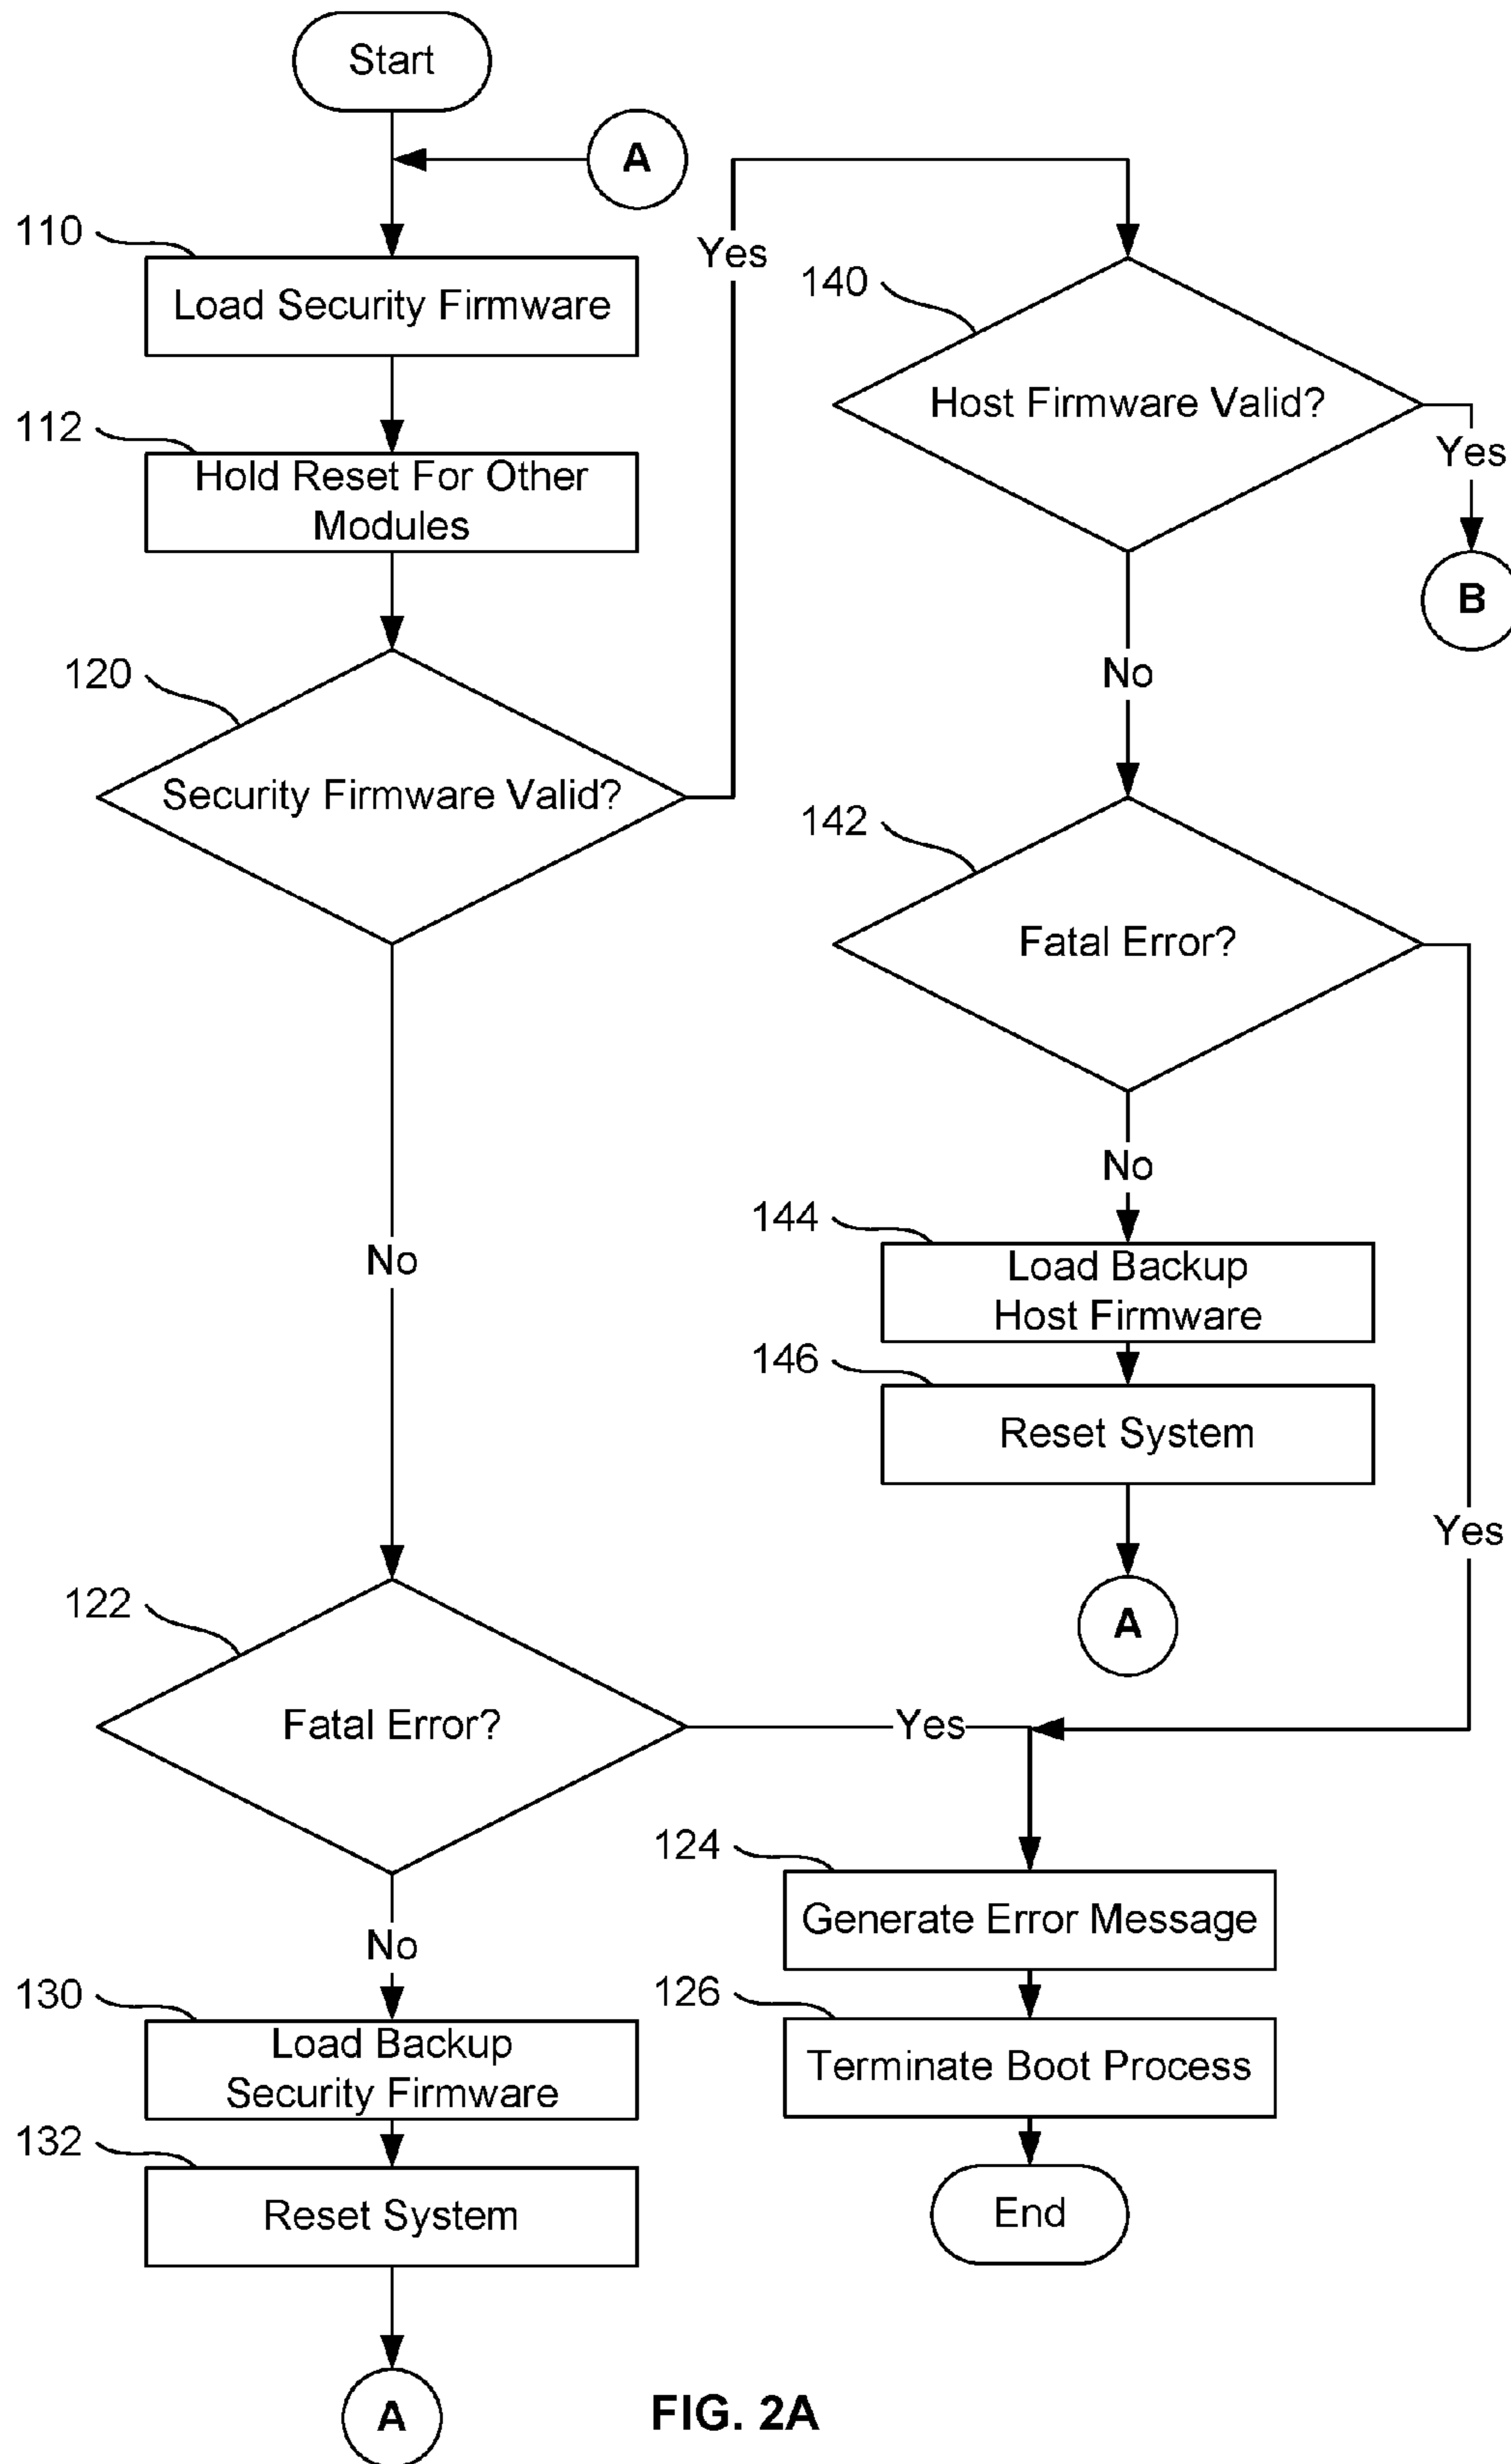 Start
A
110
Load Security Firmware
112
Hold Reset For Other
Modules
120
Security Firmware Valid?
Yes
140
Host Firmware Valid?
Yes
B
No
142
Fatal Error?
No
144
Load Backup
Host Firmware
146
Reset System
A
Yes
No
122
Fatal Error?
Yes
124
Generate Error Message
126
Terminate Boot Process
End
No
130
Load Backup
Security Firmware
132
Reset System
A
FIG. 2A